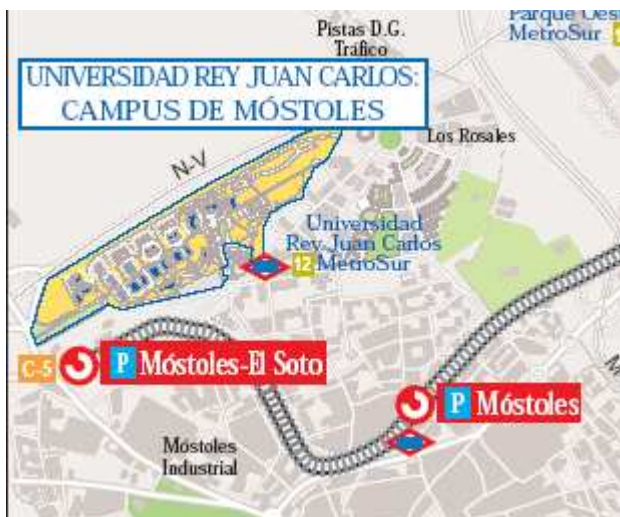 Pistas D.G.
Tráfico
Parque Oes
MetroSur
UNIVERSIDAD REY JUAN CARLOS:
CAMPUS DE MÓSTOLES
N-V
Los Rosales
Universidad
Rey Juan Carlos
12 MetroSur
C-5 P Móstoles-El Soto
P Móstoles
Móstoles
Industrial
M